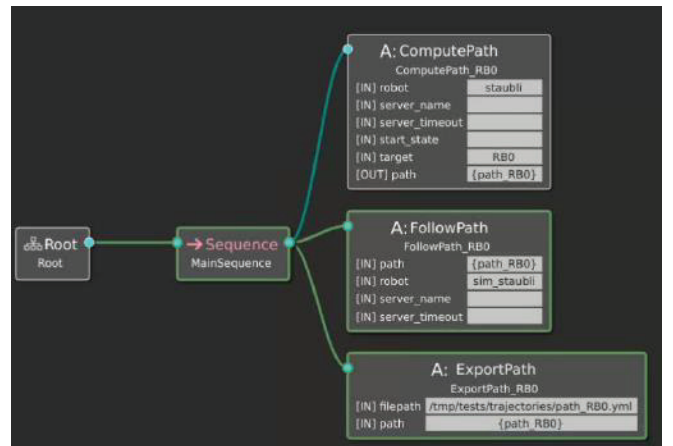 A: ComputePath
ComputePath_RB0
[IN] robot staubli
[IN] server_name
[IN] server_timeout
[IN] start_state
[IN] target RB0
[OUT] path {path_RB0}
Root
Root
→Sequence
MainSequence
A: FollowPath
FollowPath_RB0
[IN] path {path_RB0}
[IN] robot sim_staubli
[IN] server_name
[IN] server_timeout
A: ExportPath
ExportPath_RB0
[IN] filepath /tmp/tests/trajectories/path_RB0.yml
[IN] path {path_RB0}